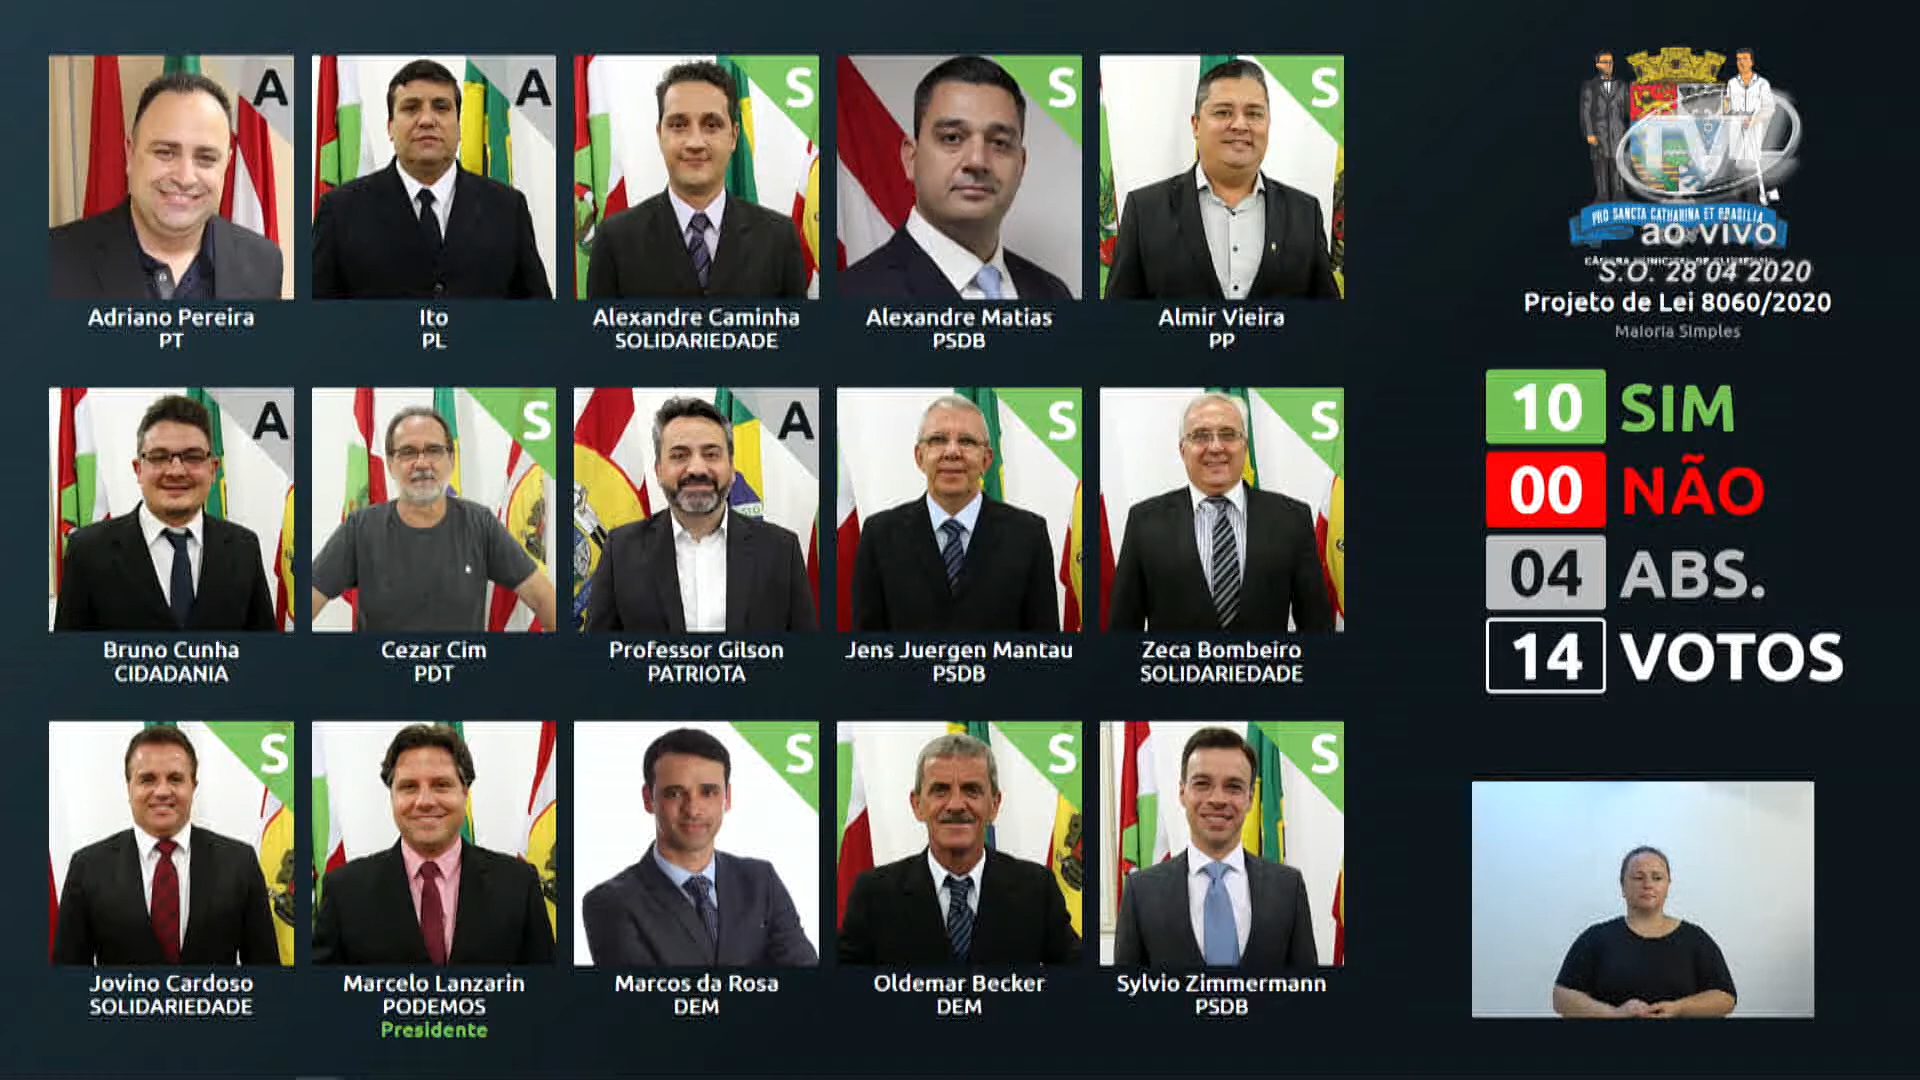 A
A
S
S
S
Adriano Pereira
PT
Ito
PL
Alexandre Caminha
SOLIDARIEDADE
Alexandre Matias
PSDB
Almir Vieira
PP
A
S
A
S
S
Bruno Cunha
CIDADANIA
Cezar Cim
PDT
Professor Gilson
PATRIOTA
Jens Juergen Mantau
PSDB
Zeca Bombeiro
SOLIDARIEDADE
S
S
S
S
Jovino Cardoso
SOLIDARIEDADE
Marcelo Lanzarin
PODEMOS
Presidente
Marcos da Rosa
DEM
Oldemar Becker
DEM
Sylvio Zimmermann
PSDB
TVL
PRO SANCTA CATHARINA ET BRASILIA
ao vivo
S.O. 28 04 2020
Projeto de Lei 8060/2020
Maioria Simples
10 SIM
00 NÃO
04 ABS.
14 VOTOS